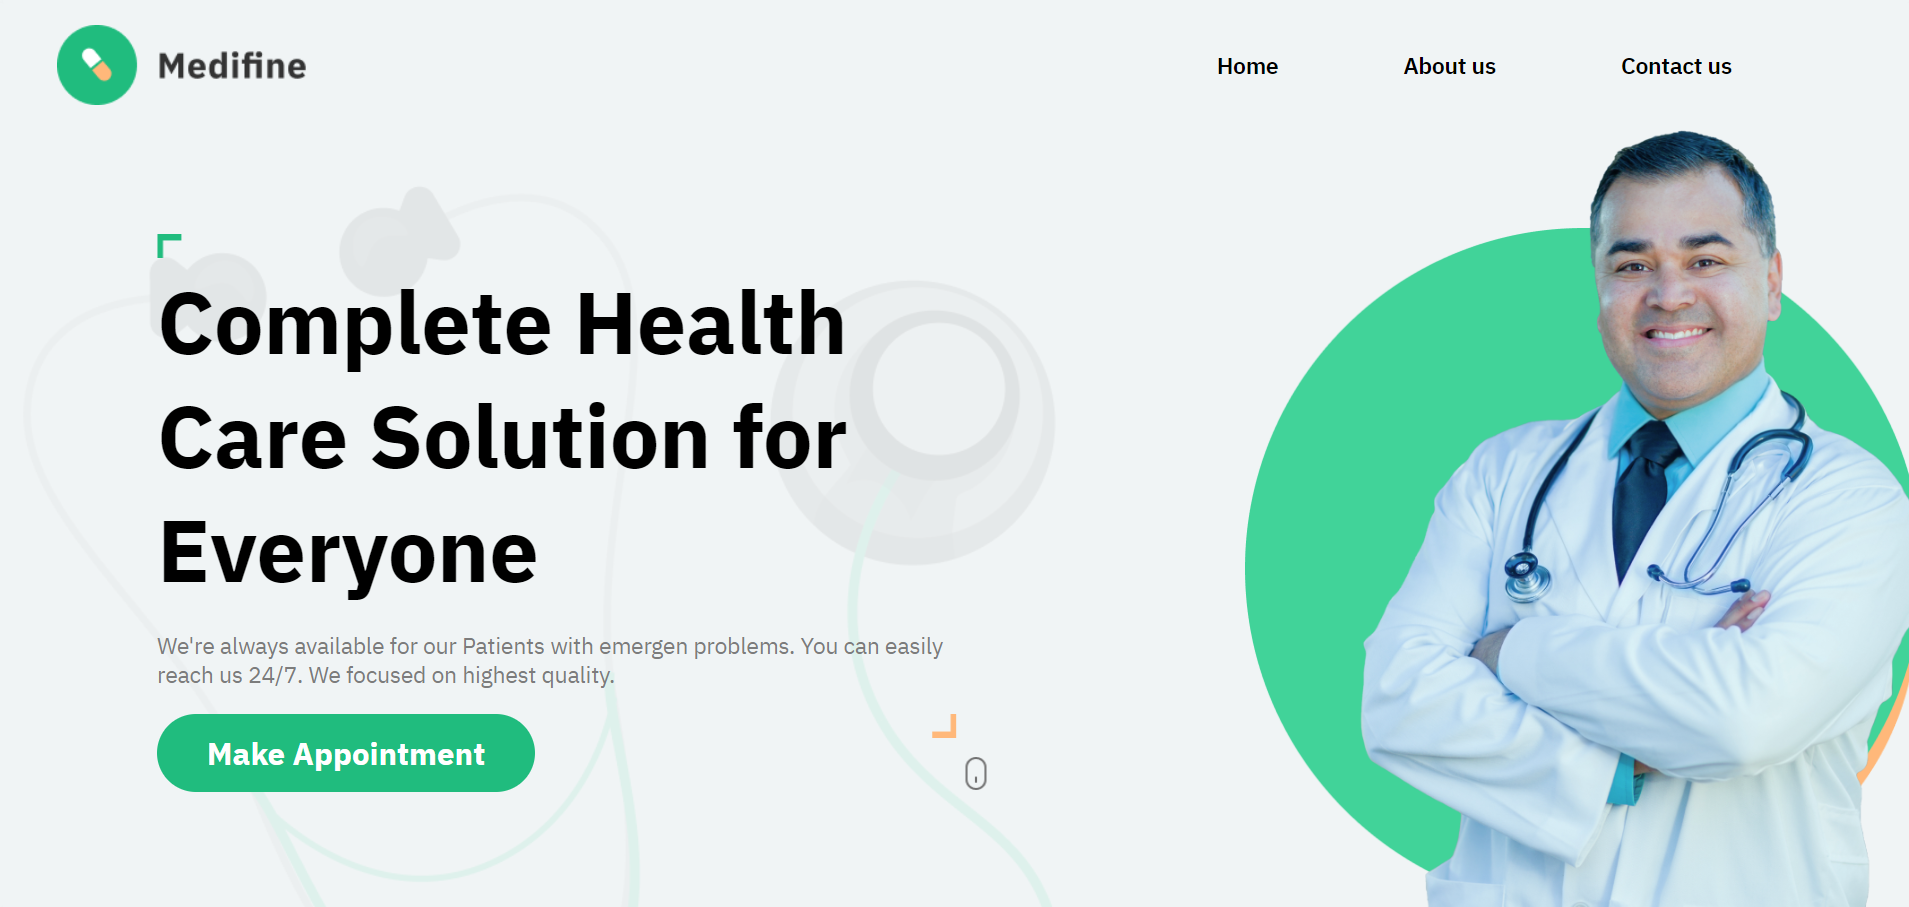 Medifine
Home
About us
Contact us
Complete Health
Care Solution for
Everyone
We're always available for our Patients with emergen problems. You can easily
reach us 24/7. We focused on highest quality.
Make Appointment